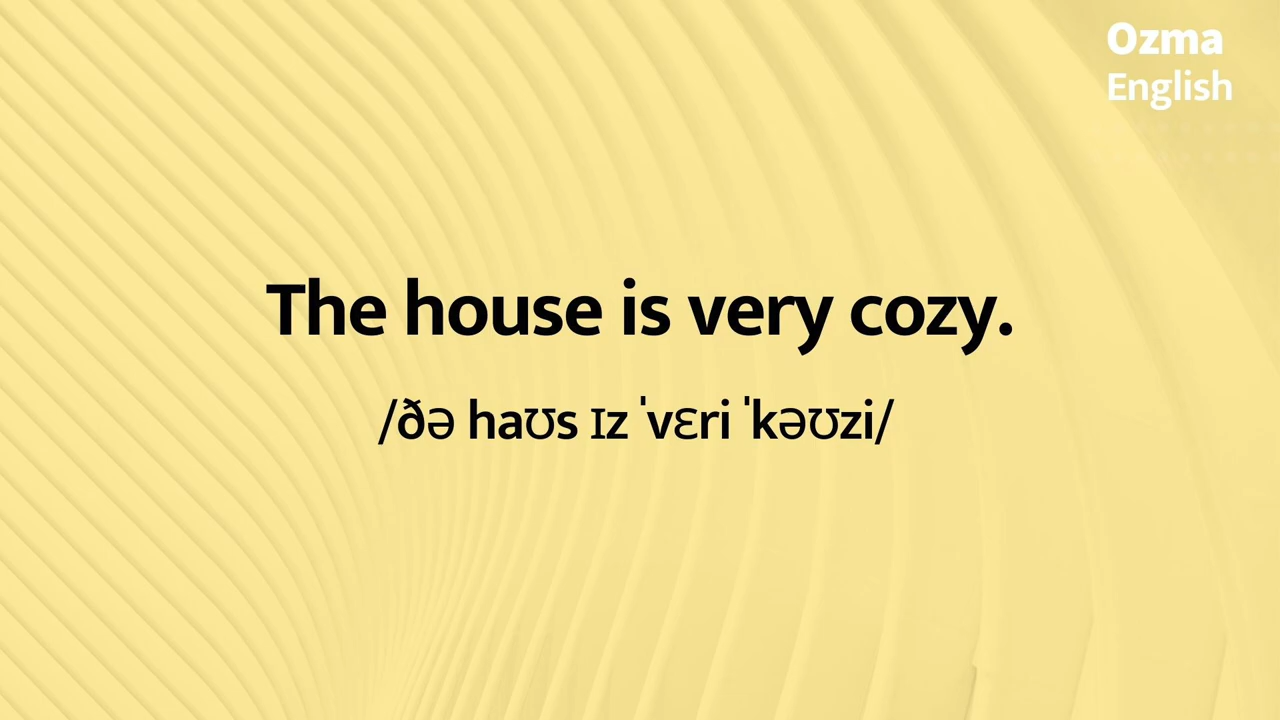 Ozma
English
The house is very cozy.
/ðə haʊs ɪz ˈvɛri ˈkəʊzi/